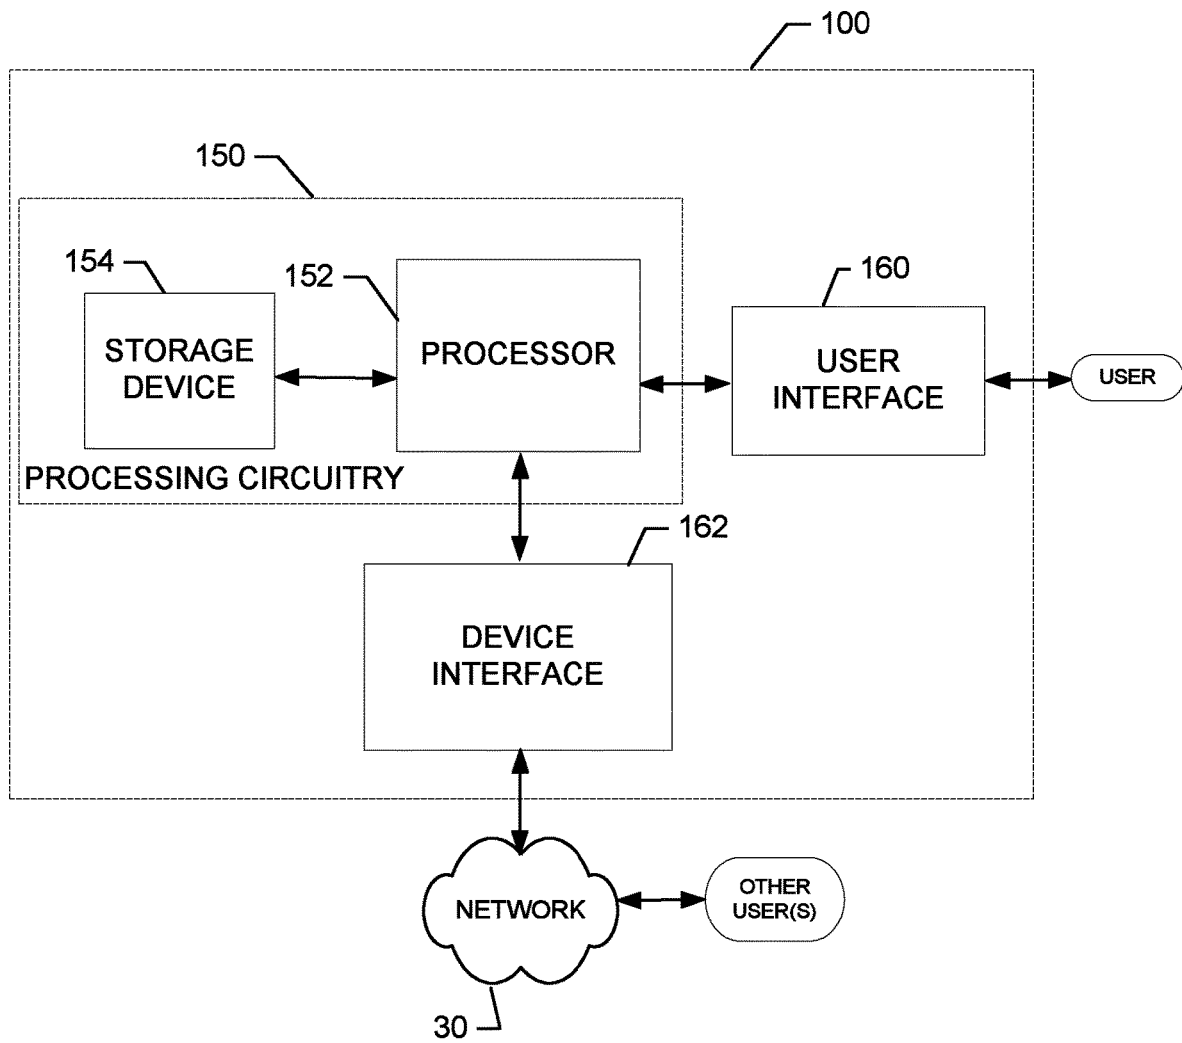 100
150
154
152
160
STORAGE
DEVICE
PROCESSOR
USER
INTERFACE
USER
PROCESSING CIRCUITRY
162
DEVICE
INTERFACE
NETWORK
OTHER
USER(S)
30